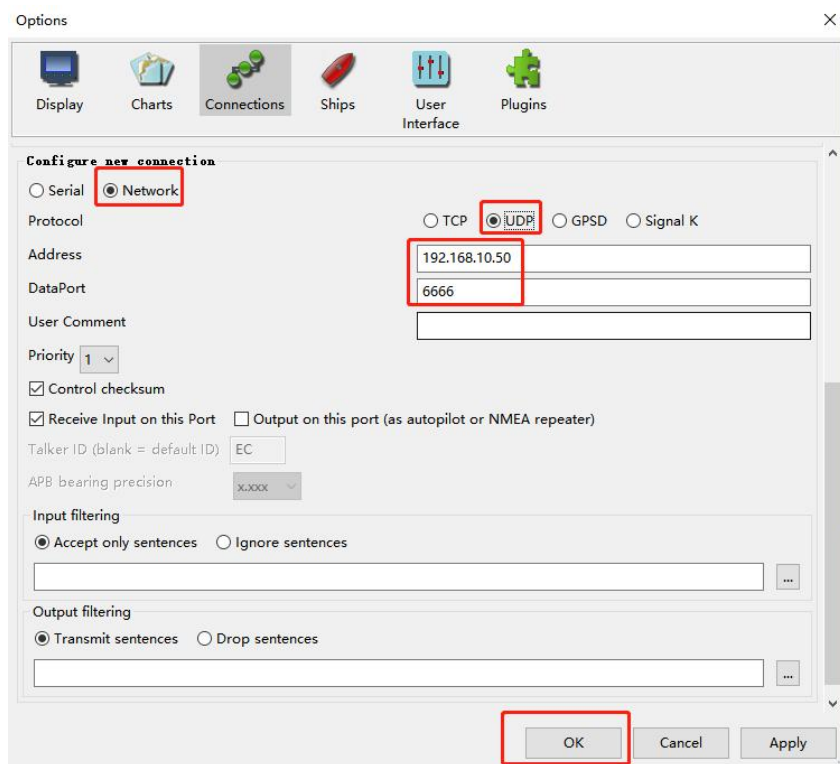 Options
Display Charts Connections Ships User Interface Plugins
Configure new connection
Serial Network
Protocol TCP UDP GPSD Signal K
Address 192.168.10.50
DataPort 6666
User Comment
Priority 1
Control checksum
Receive Input on this Port Output on this port (as autopilot or NMEA repeater)
Talker ID (blank = default ID) EC
APB bearing precision x.xxx
Input filtering
Accept only sentences Ignore sentences
...
Output filtering
Transmit sentences Drop sentences
...
OK Cancel Apply